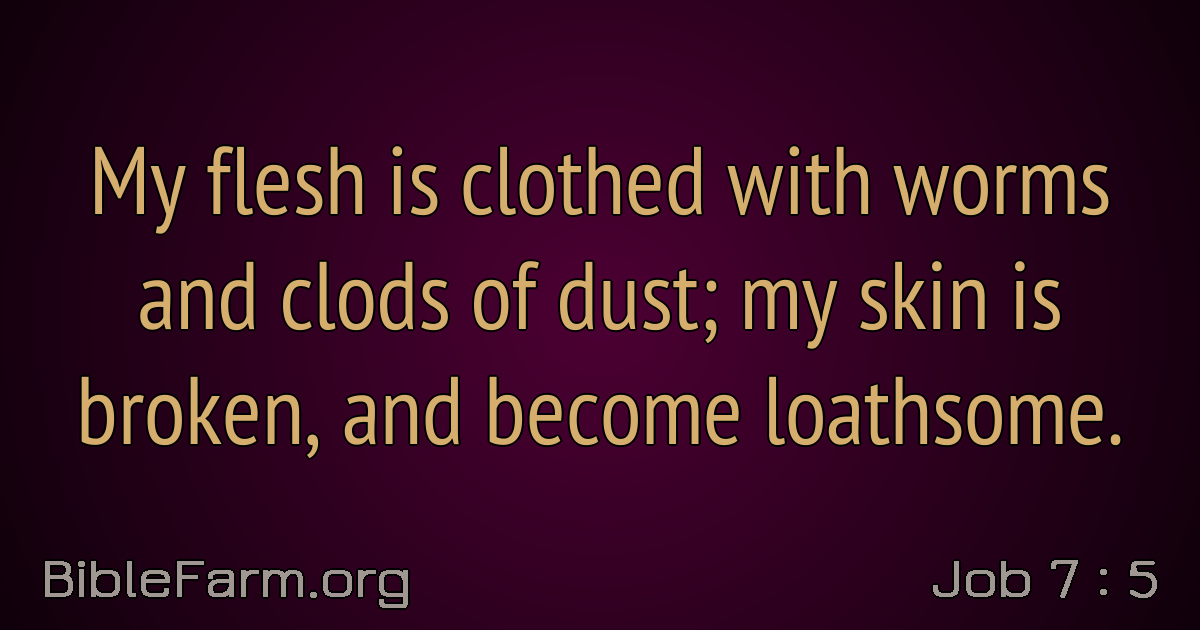 My flesh is clothed with worms
and clods of dust; my skin is
broken, and become loathsome.
BibleFarm.org
Job 7 : 5